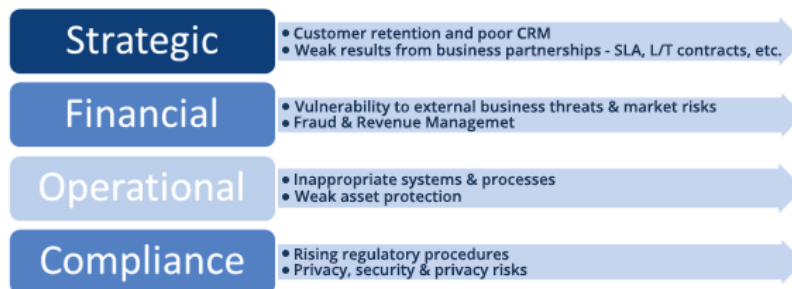 Strategic
• Customer retention and poor CRM
• Weak results from business partnerships - SLA, L/T contracts, etc.
Financial
• Vulnerability to external business threats & market risks
• Fraud & Revenue Managemet
Operational
• Inappropriate systems & processes
• Weak asset protection
Compliance
• Rising regulatory procedures
• Privacy, security & privacy risks